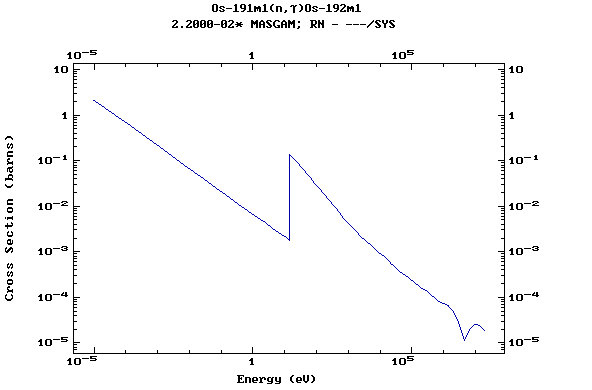 Os-191m1(n,γ)Os-192m1
2.2000-02* MASGAM; RN - ---/SYS
10-5 1 105
10 10
1 1
10-1 10-1
10-2 10-2
10-3 10-3
10-4 10-4
10-5 10-5
Cross Section (barns)
10-5 1 105
Energy (eV)